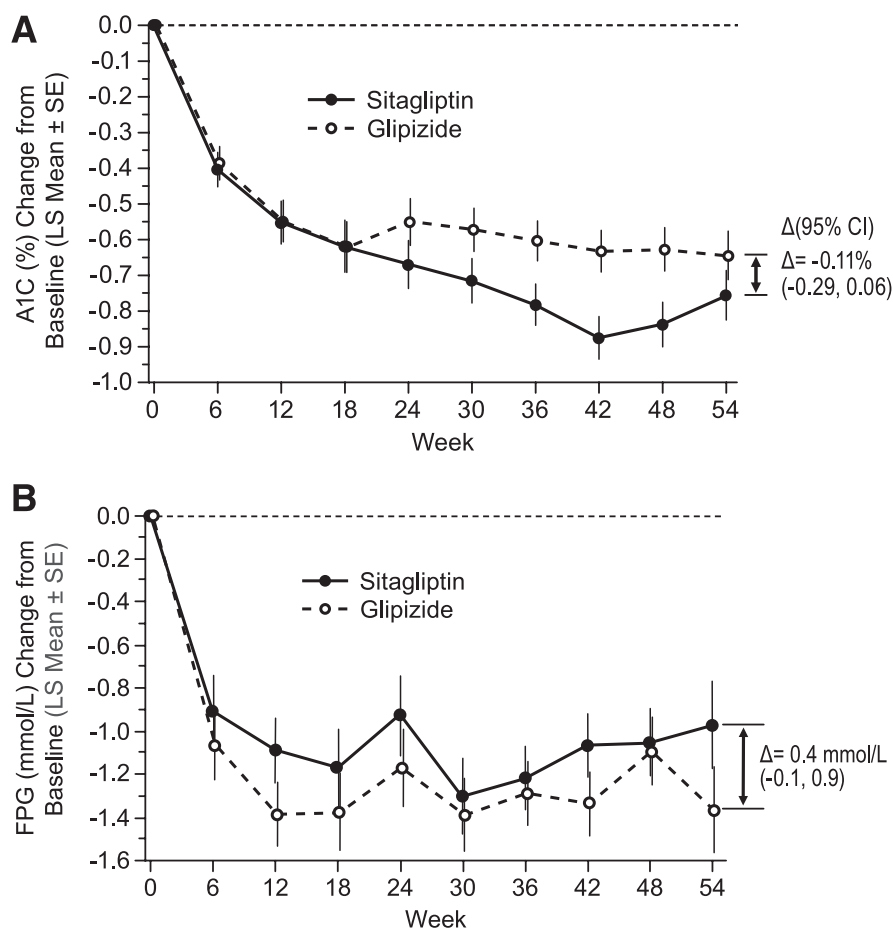 A
0.0
-0.1
-0.2
-0.3
-0.4
-0.5
-0.6
-0.7
-0.8
-0.9
-1.0
A1C (%) Change from
Baseline (LS Mean ± SE)
Sitagliptin
Glipizide
Δ(95% CI)
Δ= -0.11%
(-0.29, 0.06)
0 6 12 18 24 30 36 42 48 54
Week
B
0.0
-0.2
-0.4
-0.6
-0.8
-1.0
-1.2
-1.4
-1.6
FPG (mmol/L) Change from
Baseline (LS Mean ± SE)
Sitagliptin
Glipizide
Δ= 0.4 mmol/L
(-0.1, 0.9)
0 6 12 18 24 30 36 42 48 54
Week